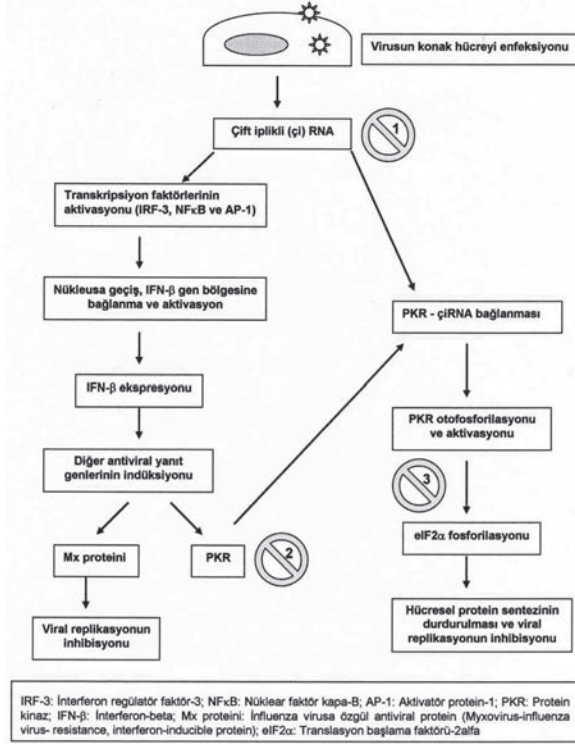 Virusun konak hücreyi enfeksiyonu
Çift iplikli (çi) RNA
1
Transkripsiyon faktörlerinin
aktivasyonu (IRF-3, NFκB ve AP-1)
Nükleusa geçiş, IFN-β gen bölgesine
bağlanma ve aktivasyon
PKR - çiRNA bağlanması
IFN-β ekspresyonu
PKR otofosforilasyonu
ve aktivasyonu
Diğer antiviral yanıt
genlerinin indüksiyonu
3
Mx proteini
PKR
2
eIF2α fosforilasyonu
Viral replikasyonun
inhibisyonu
Hücresel protein sentezinin
durdurulması ve viral
replikasyonun inhibisyonu
IRF-3: İnterferon regülatör faktör-3; NFκB: Nüklear faktör kapa-B; AP-1: Aktivatör protein-1; PKR: Protein
kinaz; IFN-β: İnterferon-beta; Mx proteini: İnfluenza virusa özgül antiviral protein (Myxovirus-influenza
virus- resistance, interferon-inducible protein); eIF2α: Translasyon başlama faktörü-2alfa